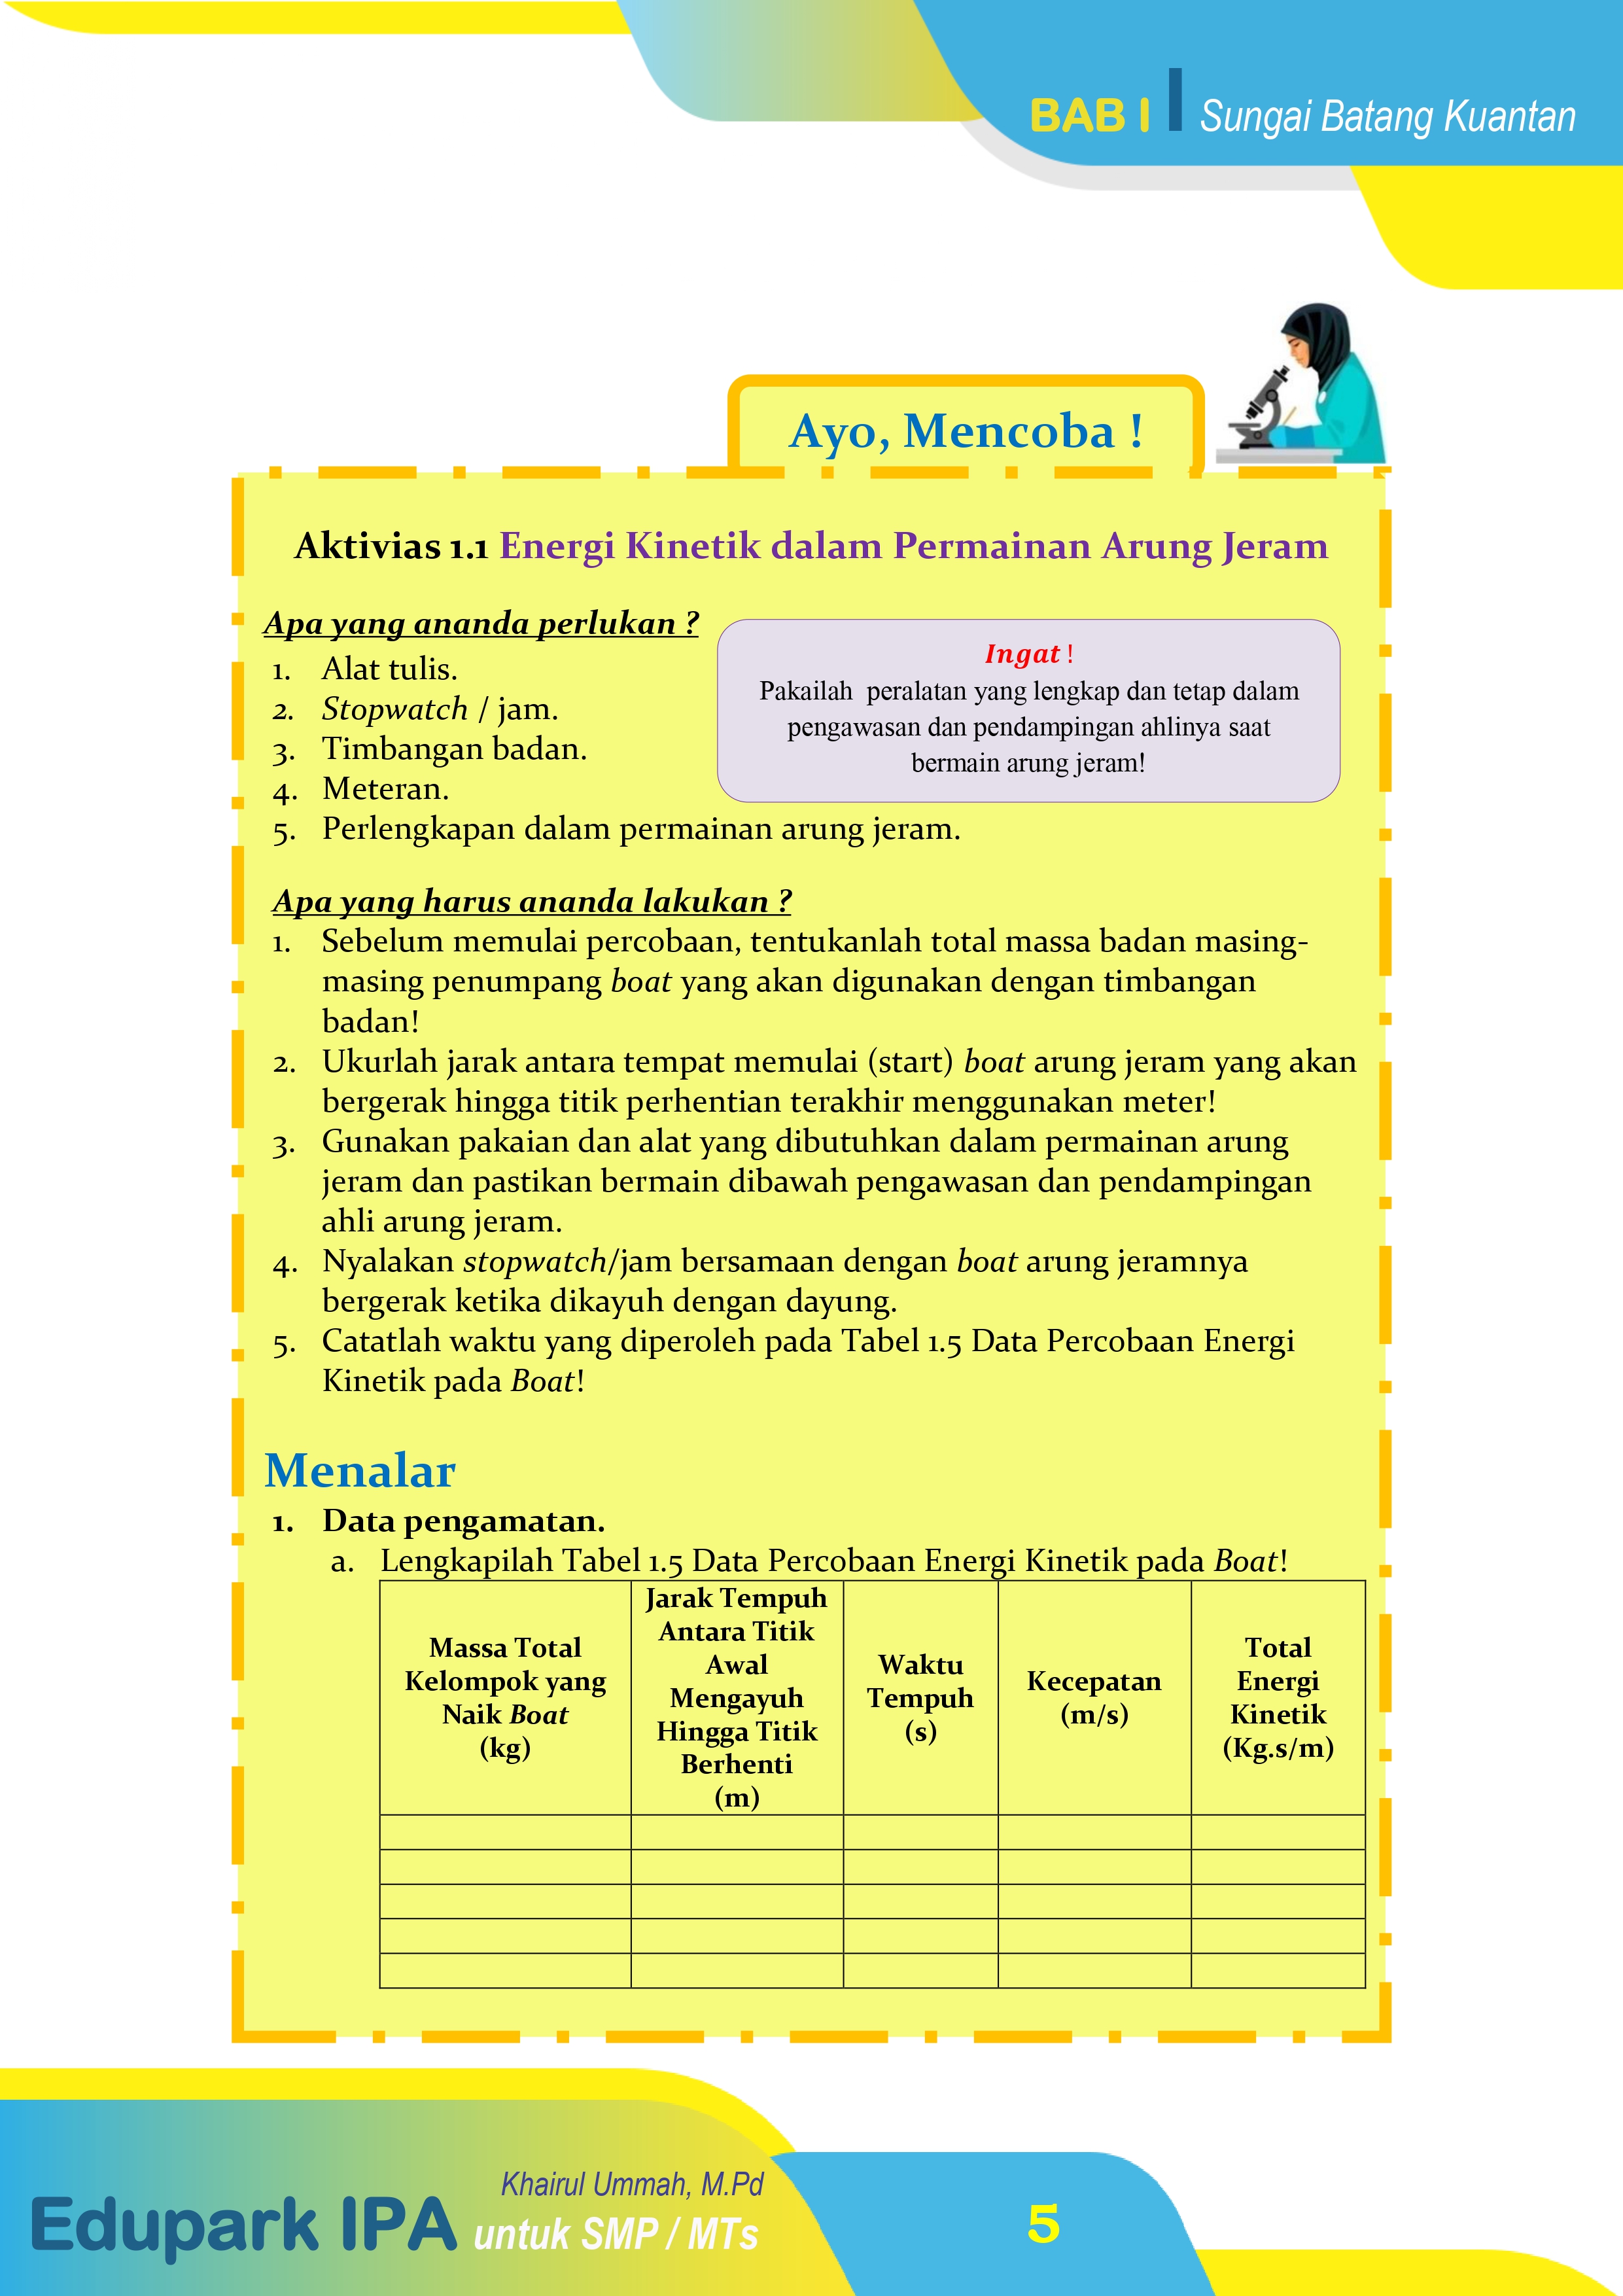 BAB I | Sungai Batang Kuantan
Ayo, Mencoba !
Aktivias 1.1 Energi Kinetik dalam Permainan Arung Jeram
Apa yang ananda perlukan ?
1. Alat tulis.
2. Stopwatch / jam.
3. Timbangan badan.
4. Meteran.
5. Perlengkapan dalam permainan arung jeram.
Ingat !
Pakailah peralatan yang lengkap dan tetap dalam
pengawasan dan pendampingan ahlinya saat
bermain arung jeram!
Apa yang harus ananda lakukan ?
1. Sebelum memulai percobaan, tentukanlah total massa badan masing-
masing penumpang boat yang akan digunakan dengan timbangan
badan!
2. Ukurlah jarak antara tempat memulai (start) boat arung jeram yang akan
bergerak hingga titik perhentian terakhir menggunakan meter!
3. Gunakan pakaian dan alat yang dibutuhkan dalam permainan arung
jeram dan pastikan bermain dibawah pengawasan dan pendampingan
ahli arung jeram.
4. Nyalakan stopwatch/jam bersamaan dengan boat arung jeramnya
bergerak ketika dikayuh dengan dayung.
5. Catatlah waktu yang diperoleh pada Tabel 1.5 Data Percobaan Energi
Kinetik pada Boat!
Menalar
1. Data pengamatan.
a. Lengkapilah Tabel 1.5 Data Percobaan Energi Kinetik pada Boat!
Massa Total
Kelompok yang
Naik Boat
(kg)
Jarak Tempuh
Antara Titik
Awal
Mengayuh
Hingga Titik
Berhenti
(m)
Waktu
Tempuh
(s)
Kecepatan
(m/s)
Total
Energi
Kinetik
(Kg.s/m)
Khairul Ummah, M.Pd
Edupark IPA untuk SMP / MTs
5